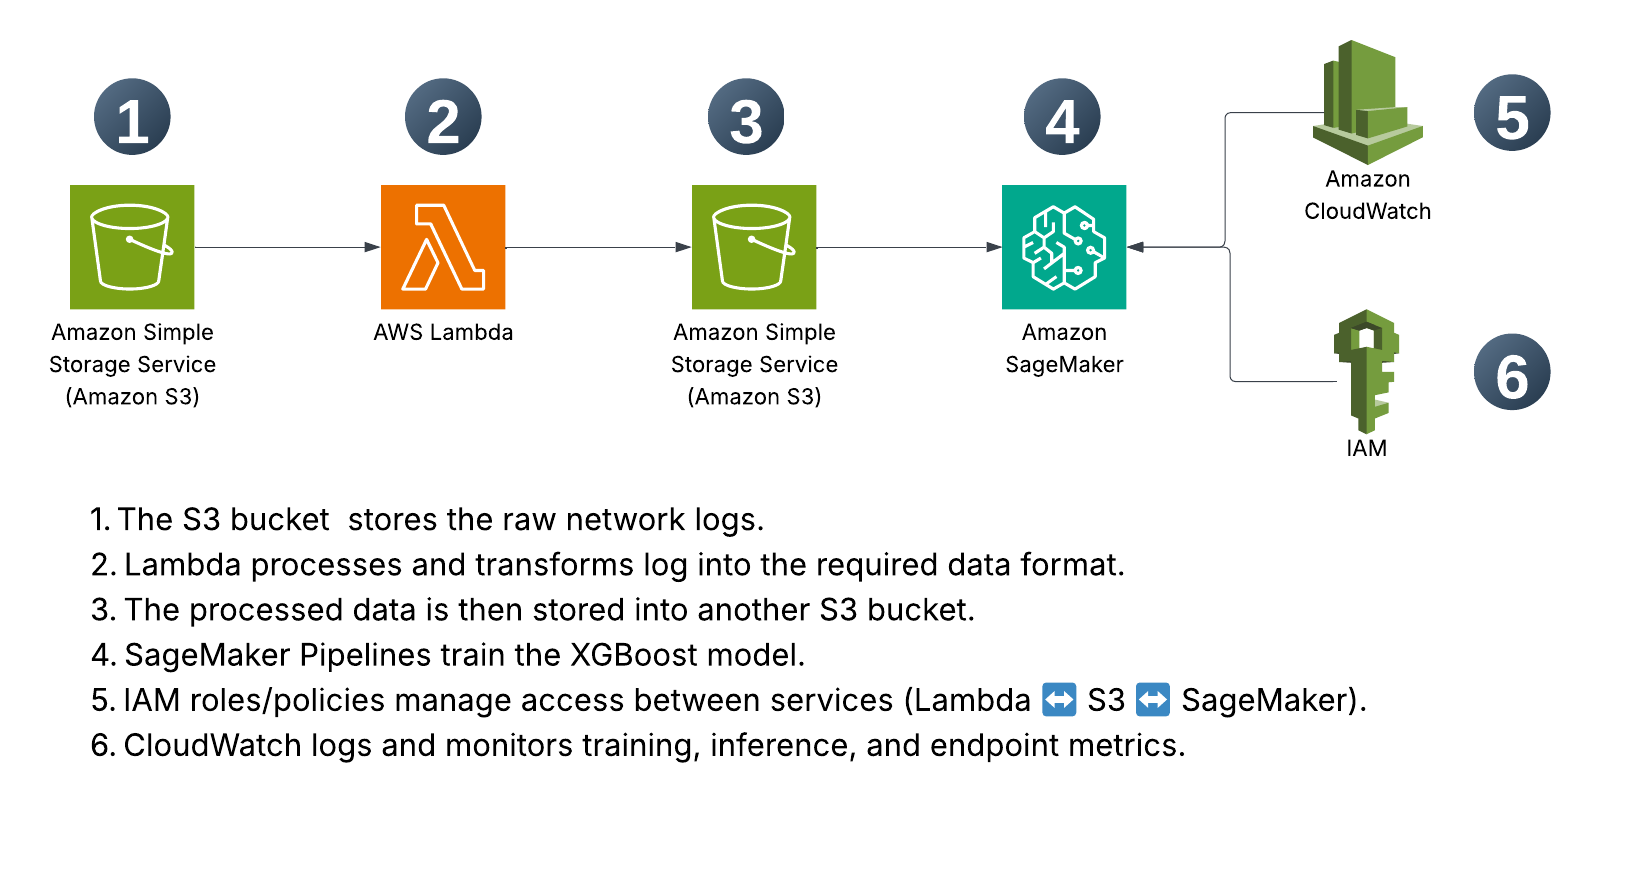 1
2
3
4
5
Amazon
CloudWatch
Amazon Simple
Storage Service
(Amazon S3)
AWS Lambda
Amazon Simple
Storage Service
(Amazon S3)
Amazon
SageMaker
6
IAM
1. The S3 bucket  stores the raw network logs.
2. Lambda processes and transforms log into the required data format.
3. The processed data is then stored into another S3 bucket.
4. SageMaker Pipelines train the XGBoost model.
5. IAM roles/policies manage access between services (Lambda ↔️ S3 ↔️ SageMaker).
6. CloudWatch logs and monitors training, inference, and endpoint metrics.